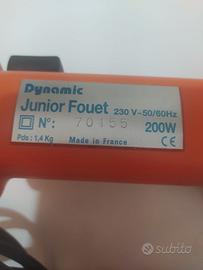 Dynamic
Junior Fouet 230 V~50/60Hz
N°: 70155 200W
Pds : 1,4 Kg Made in France CE
subito